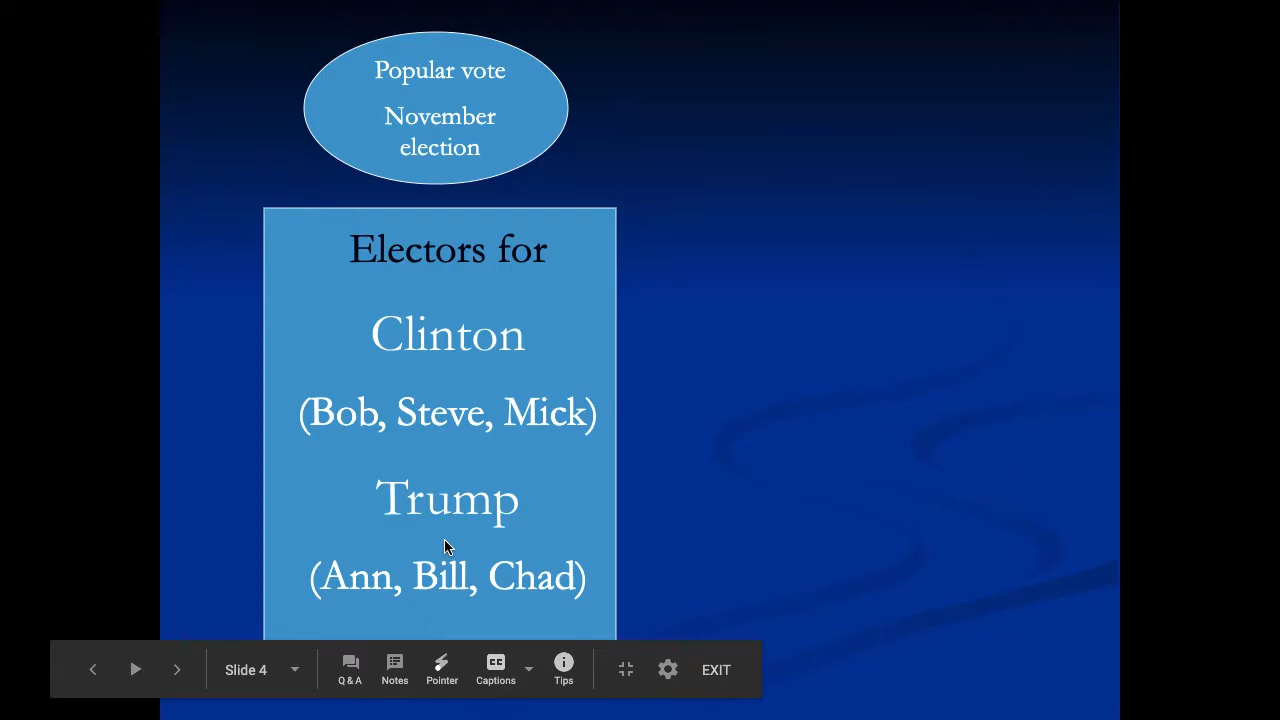 Popular vote
November
election
Electors for
Clinton
(Bob, Steve, Mick)
Trump
(Ann, Bill, Chad)
Slide 4
Q & A
Notes
Pointer
CC
Captions
Tips
EXIT